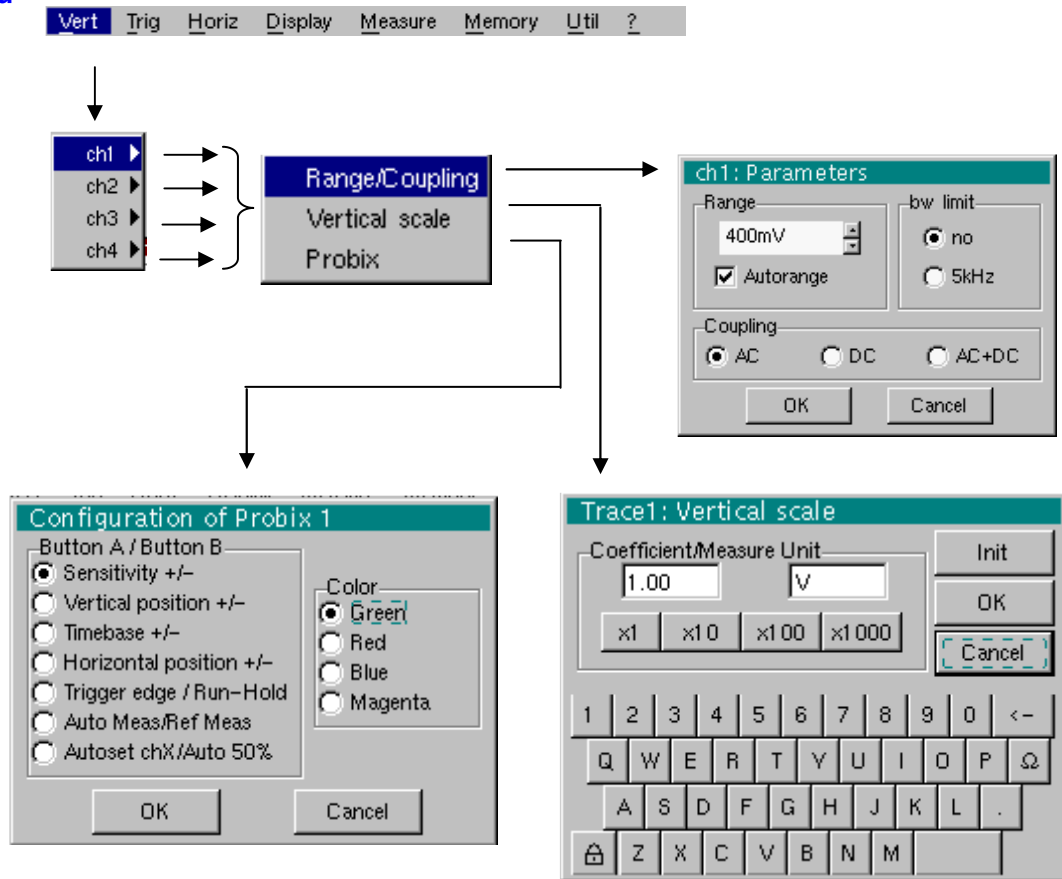 Vert Trig Horiz Display Measure Memory Util ?
ch1
ch2
ch3
ch4
Range/Coupling
Vertical scale
Probix
ch1: Parameters
Range
400mV
Autorange
bw limit
no
5kHz
Coupling
AC DC AC+DC
OK Cancel
Configuration of Probix 1
Button A / Button B
Sensitivity +/-
Vertical position +/-
Timebase +/-
Horizontal position +/-
Trigger edge / Run-Hold
Auto Meas/Ref Meas
Autoset chX/Auto 50%
Color
Green
Red
Blue
Magenta
OK Cancel
Trace1: Vertical scale
Coefficient/Measure Unit
1.00 V
x1 x10 x100 x1000
Init
OK
Cancel
1 2 3 4 5 6 7 8 9 0 <-
Q W E R T Y U I O P Ω
A S D F G H J K L .
Z X C V B N M